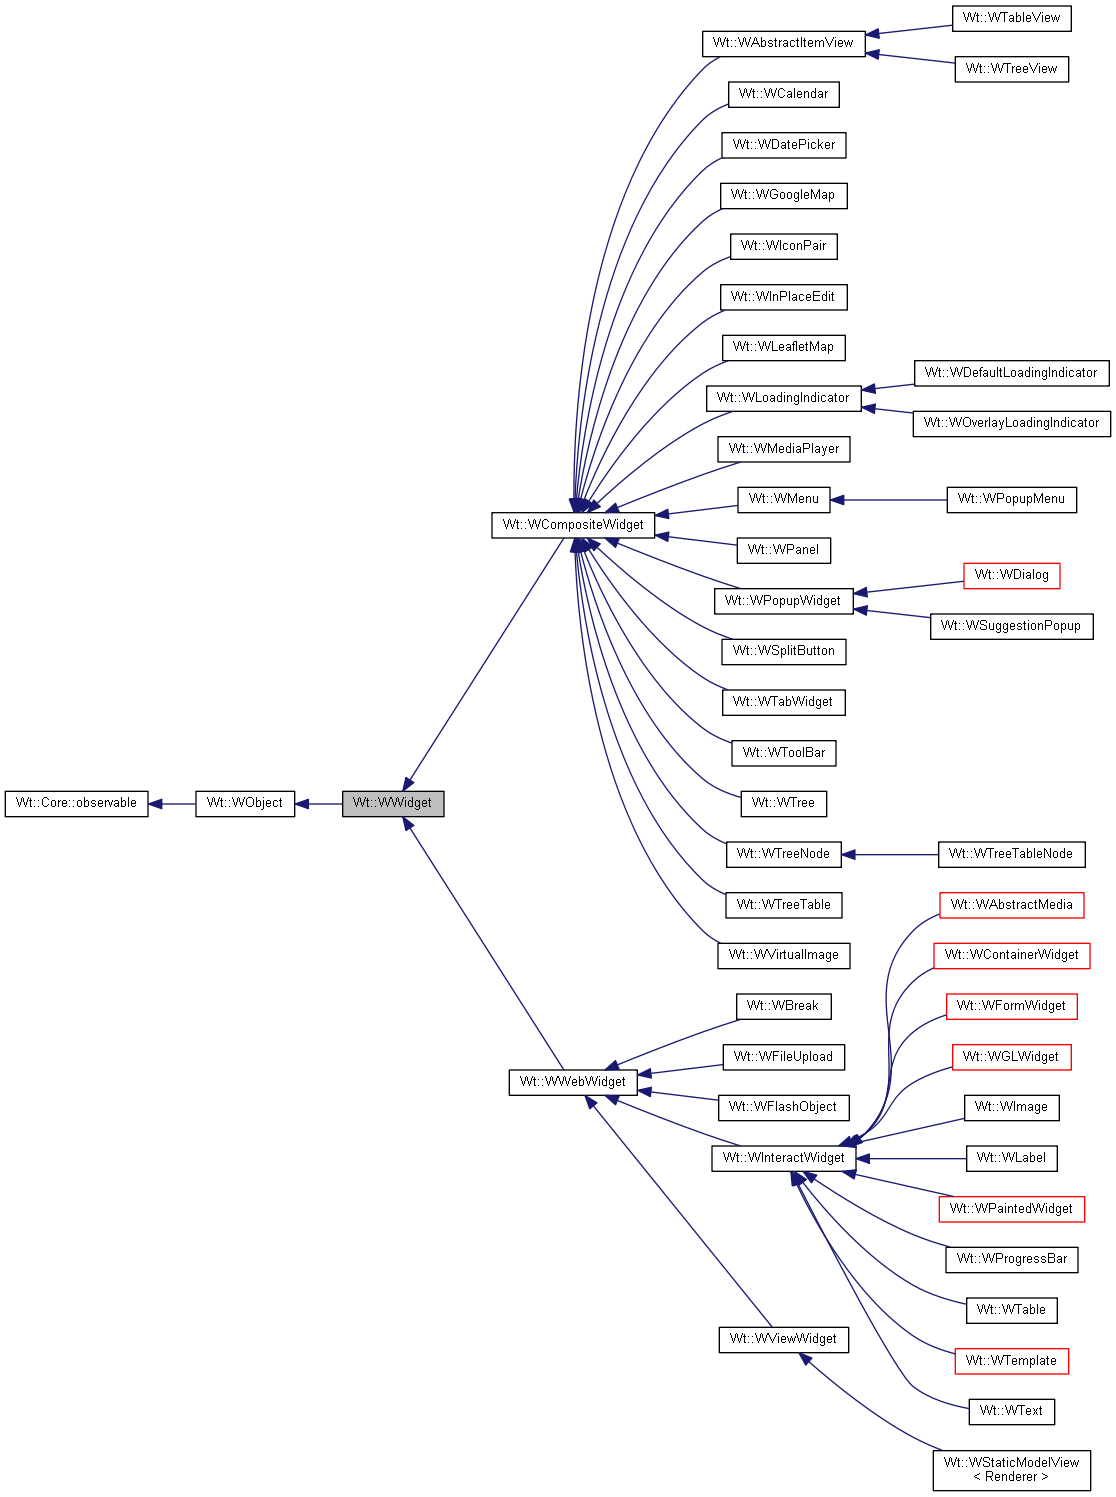 Wt::WTableView
Wt::WAbstractItemView
Wt::WTreeView
Wt::WCalendar
Wt::WDatePicker
Wt::WGoogleMap
Wt::WIconPair
Wt::WInPlaceEdit
Wt::WLeafletMap
Wt::WDefaultLoadingIndicator
Wt::WLoadingIndicator
Wt::WOverlayLoadingIndicator
Wt::WMediaPlayer
Wt::WMenu
Wt::WPopupMenu
Wt::WCompositeWidget
Wt::WPanel
Wt::WDialog
Wt::WPopupWidget
Wt::WSuggestionPopup
Wt::WSplitButton
Wt::WTabWidget
Wt::WToolBar
Wt::Core::observable
Wt::WObject
Wt::WWidget
Wt::WTree
Wt::WTreeNode
Wt::WTreeTableNode
Wt::WTreeTable
Wt::WAbstractMedia
Wt::WVirtualImage
Wt::WContainerWidget
Wt::WBreak
Wt::WFormWidget
Wt::WFileUpload
Wt::WGLWidget
Wt::WWebWidget
Wt::WFlashObject
Wt::WImage
Wt::WInteractWidget
Wt::WLabel
Wt::WPaintedWidget
Wt::WProgressBar
Wt::WTable
Wt::WViewWidget
Wt::WTemplate
Wt::WText
Wt::WStaticModelView
< Renderer >